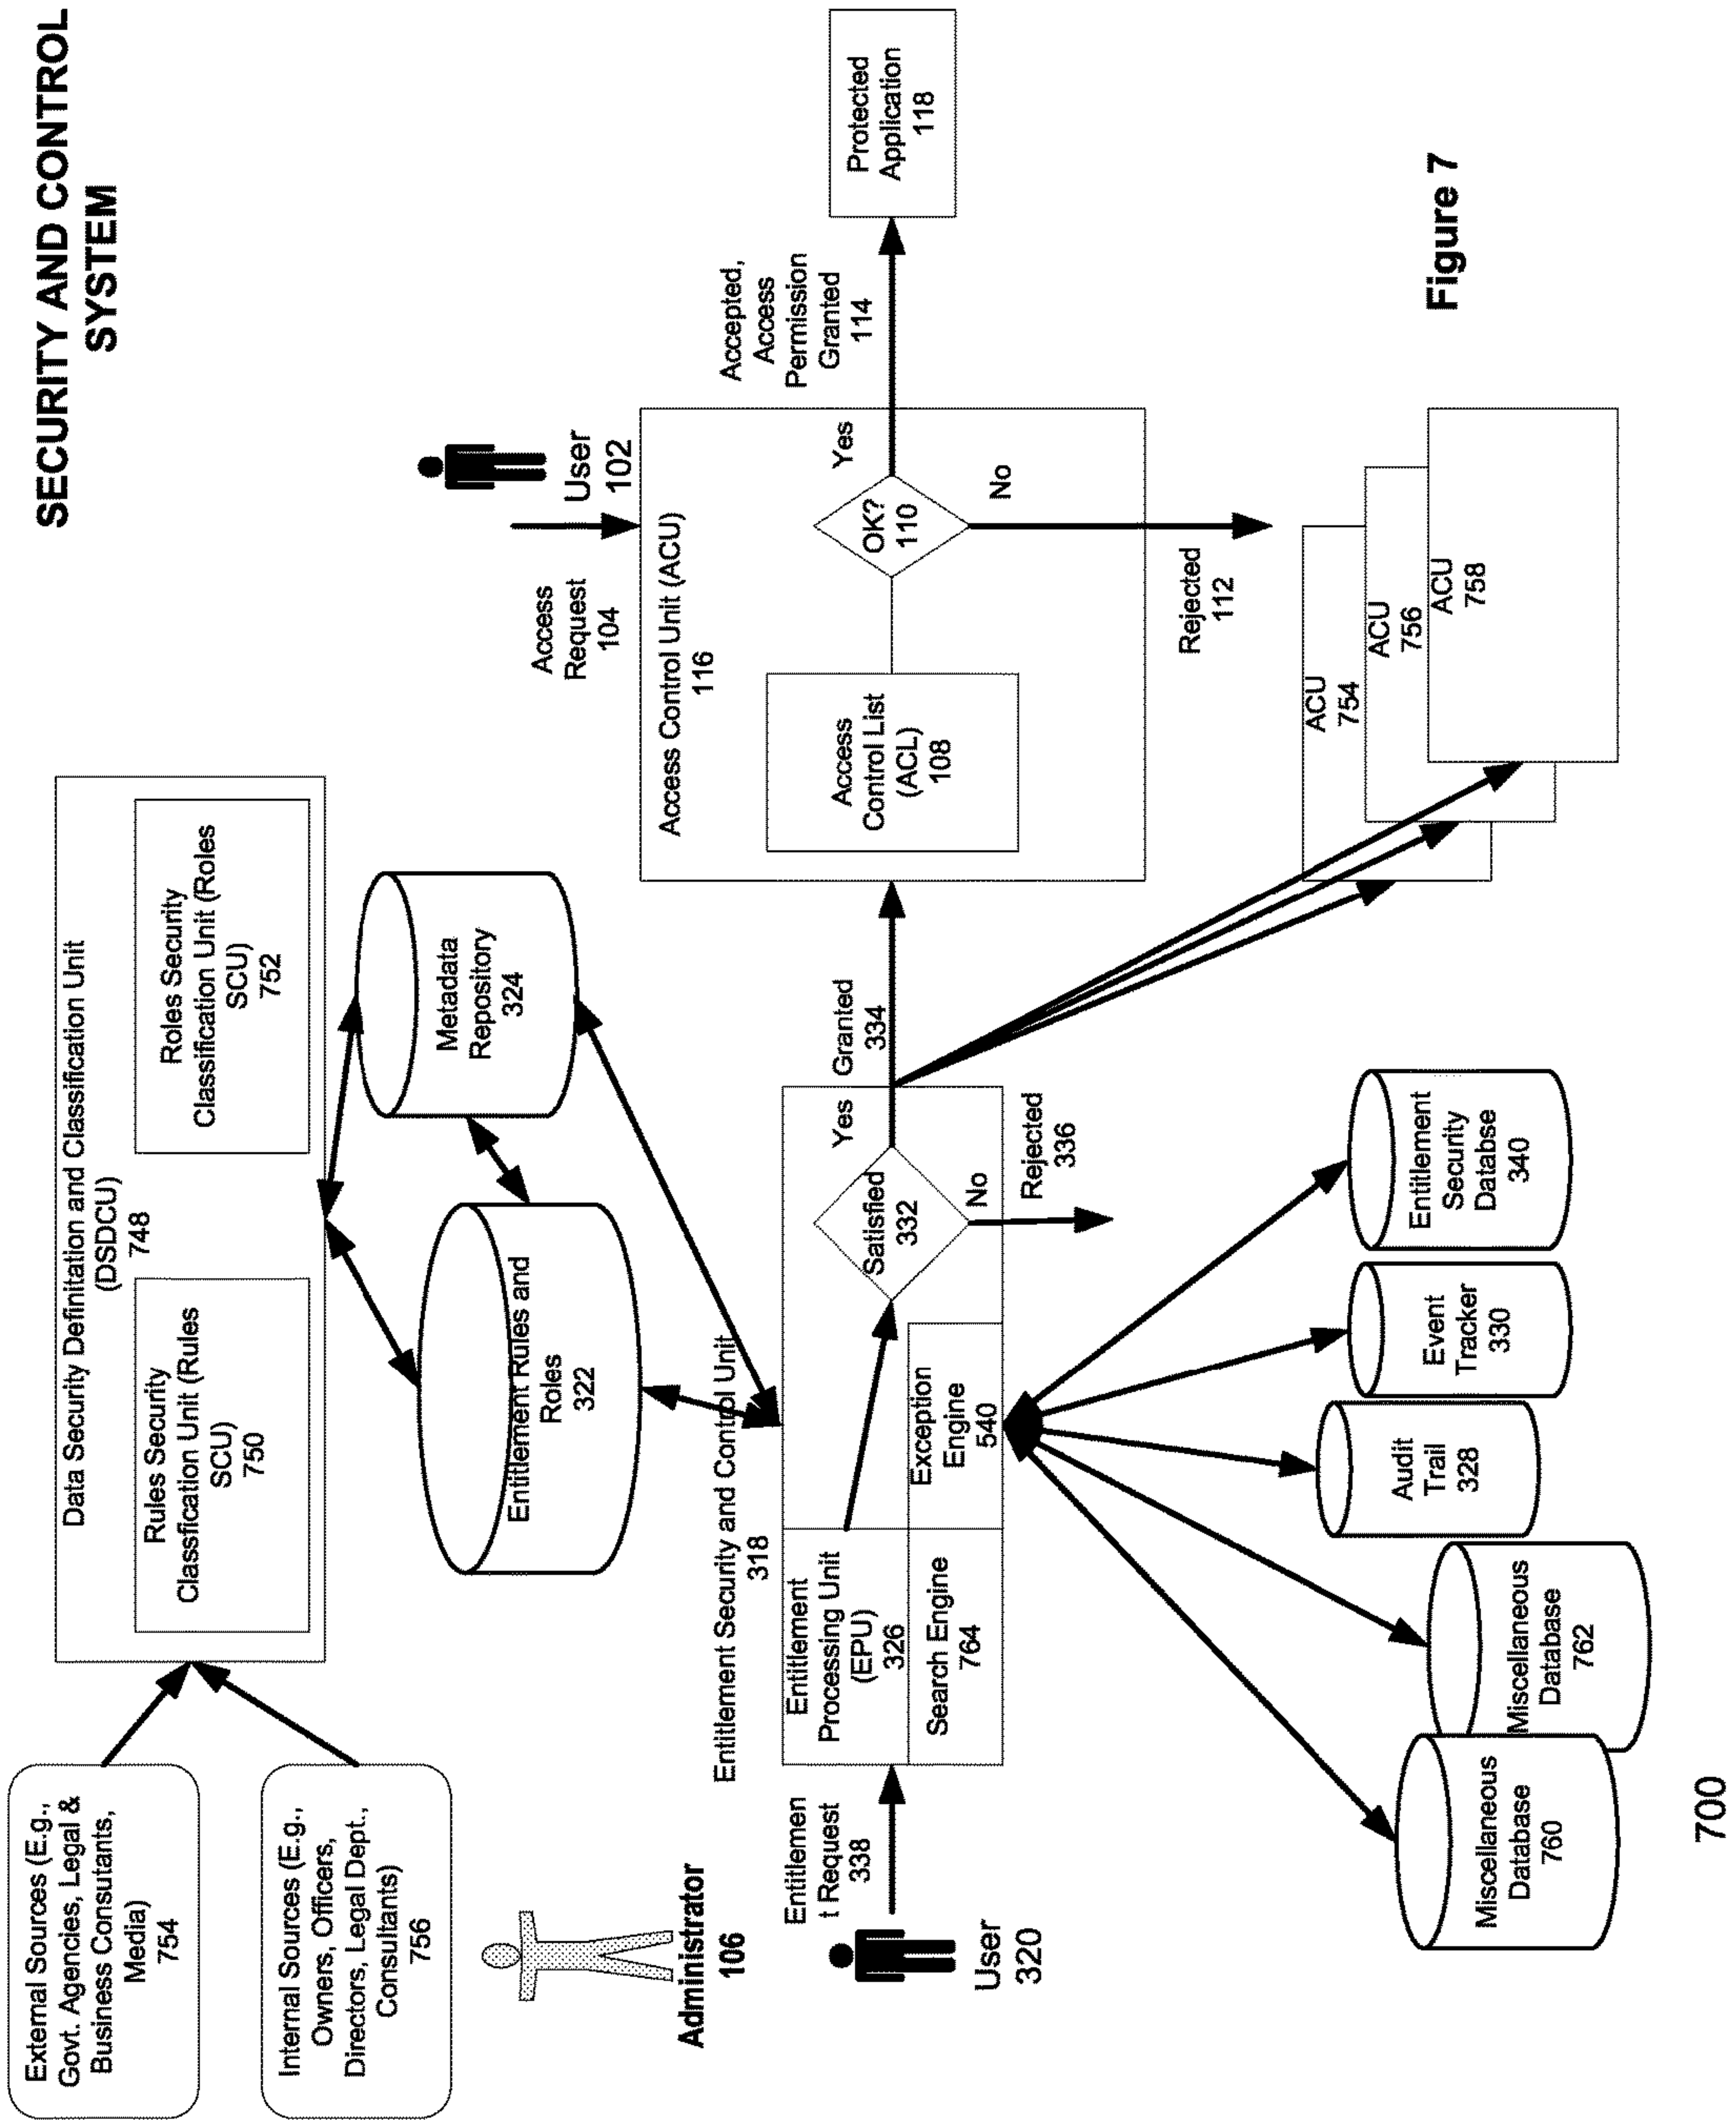 SECURITY AND CONTROL
SYSTEM
External Sources (E.g.,
Govt. Agencies, Legal &
Business Consutants,
Media)
754
Internal Sources (E.g.,
Owners, Officers,
Directors, Legal Dept.,
Consultants)
756
Data Security Definitation and Classification Unit
(DSDCU)
748
Rules Security
Classfication Unit (Rules
SCU)
750
Roles Security
Classification Unit (Roles
SCU)
752
Entitlement Rules and
Roles
322
Metadata
Repository
324
Administrator
106
User
320
Entitlemen
t Request
338
Entitlement Security and Control Unit
318
Entitlement
Processing Unit
(EPU)
326
Search Engine
764
Exception
Engine
540
Satisfied
332
Yes
No
Granted
334
Rejected
336
Access
Request
104
User
102
Access Control Unit (ACU)
116
Access
Control List
(ACL)
108
OK?
110
Yes
No
Rejected
112
Accepted,
Access
Permission
Granted
114
Protected
Application
118
ACU
754
ACU
756
ACU
758
Miscellaneous
Database
760
Miscellaneous
Database
762
Audit
Trail
328
Event
Tracker
330
Entitlement
Security
Databse
340
Figure 7
700